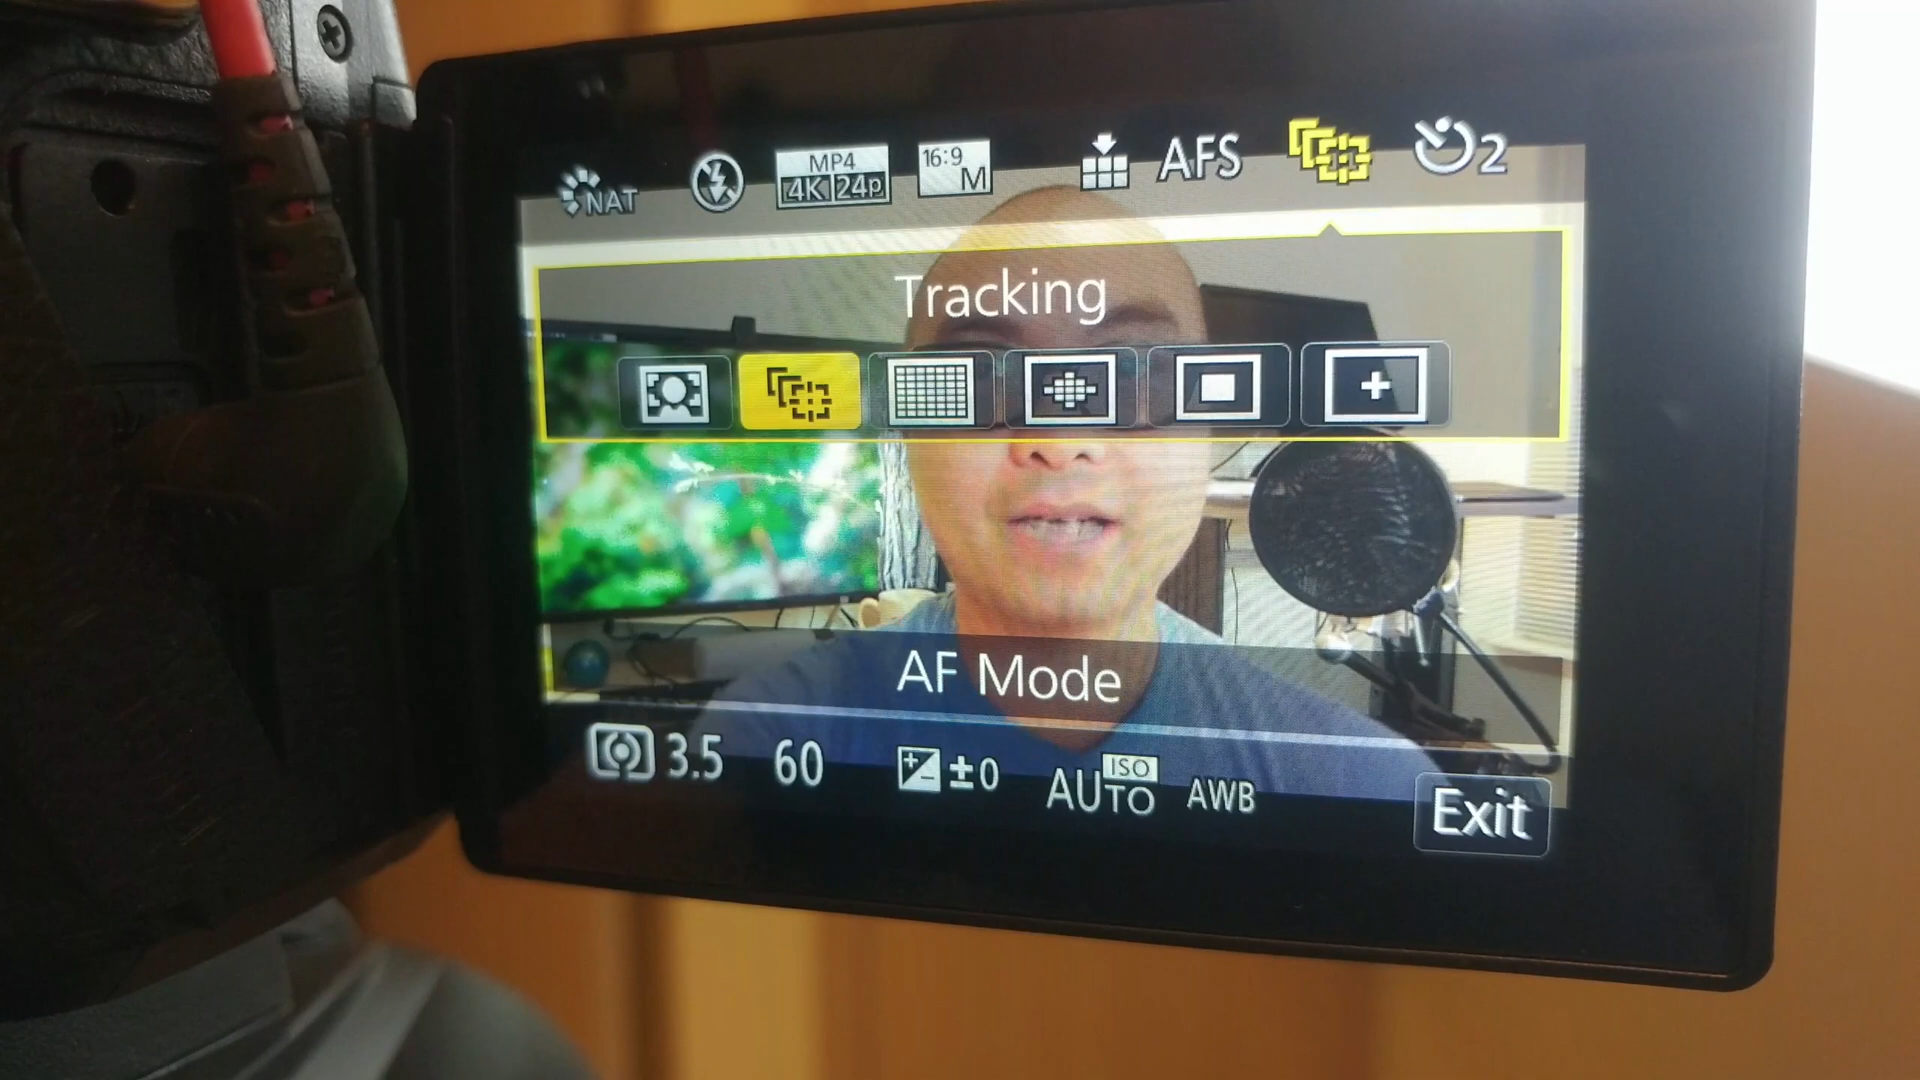 NAT
MP4
4K 24p
16:9
M
AFS
2
Tracking
AF Mode
3.5
60
±0
ISO
AUTO
AWB
Exit